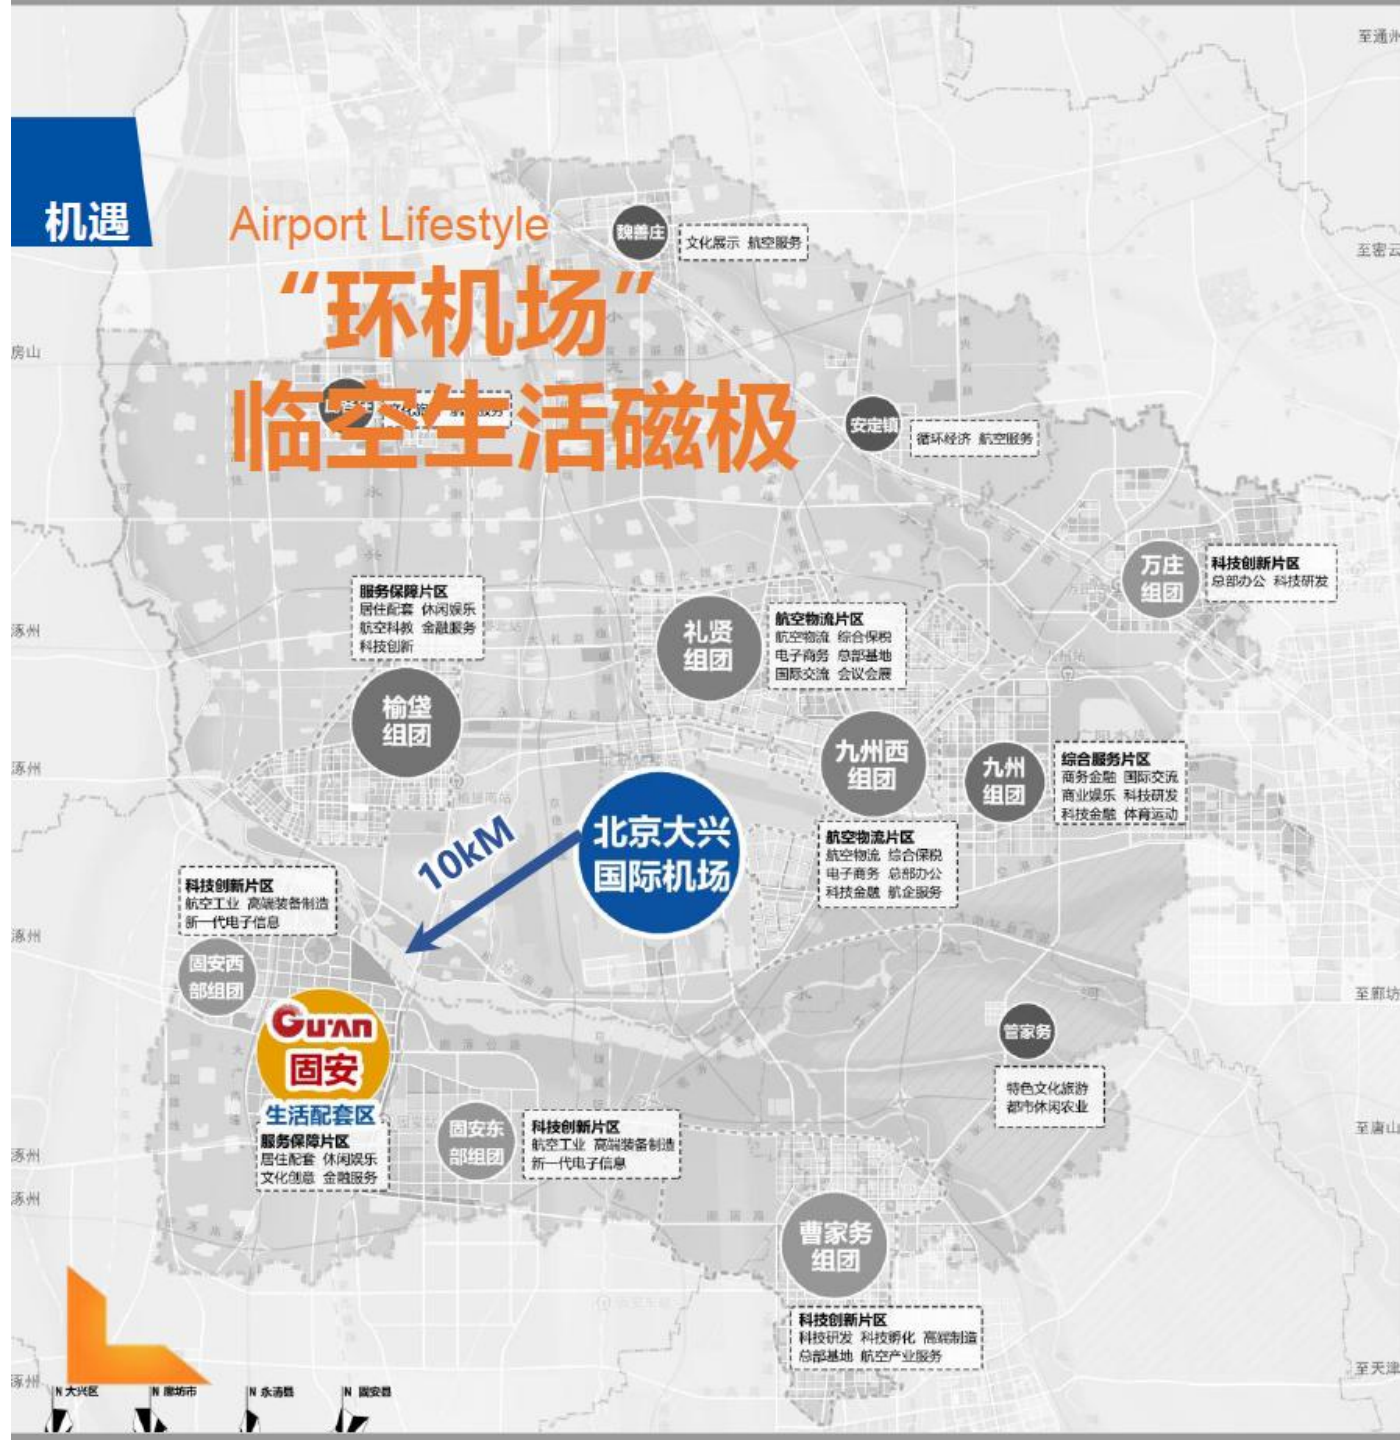 至通州
机遇
Airport Lifestyle
“环机场”
临空生活磁极
魏善庄
文化展示 航空服务
至密云
房山
安定镇
循环经济 航空服务
万庄
组团
科技创新片区
总部办公 科技研发
服务保障片区
居住配套 休闲娱乐
航空科教 金融服务
科技创新
涿州
礼贤
组团
航空物流片区
航空物流 综合保税
电子商务 总部基地
国际交流 会议会展
榆垡
组团
九州西
组团
九州
组团
综合服务片区
商务金融 国际交流
商业娱乐 科技研发
科技金融 体育运动
涿州
北京大兴
国际机场
10kM
航空物流片区
航空物流 综合保税
电子商务 总部办公
科技金融 航企服务
科技创新片区
航空工业 高端装备制造
新一代电子信息
涿州
固安西
部组团
至廊坊
Gu'an
固安
生活配套区
服务保障片区
居住配套 休闲娱乐
文化创意 金融服务
管家务
特色文化旅游
都市休闲农业
固安东
部组团
科技创新片区
航空工业 高端装备制造
新一代电子信息
至唐山
涿州
涿州
曹家务
组团
科技创新片区
科技研发 科技孵化 高端制造
总部基地 航空产业服务
至天津
涿州
N 大兴区
N 廊坊市
N 永清县
N 固安县